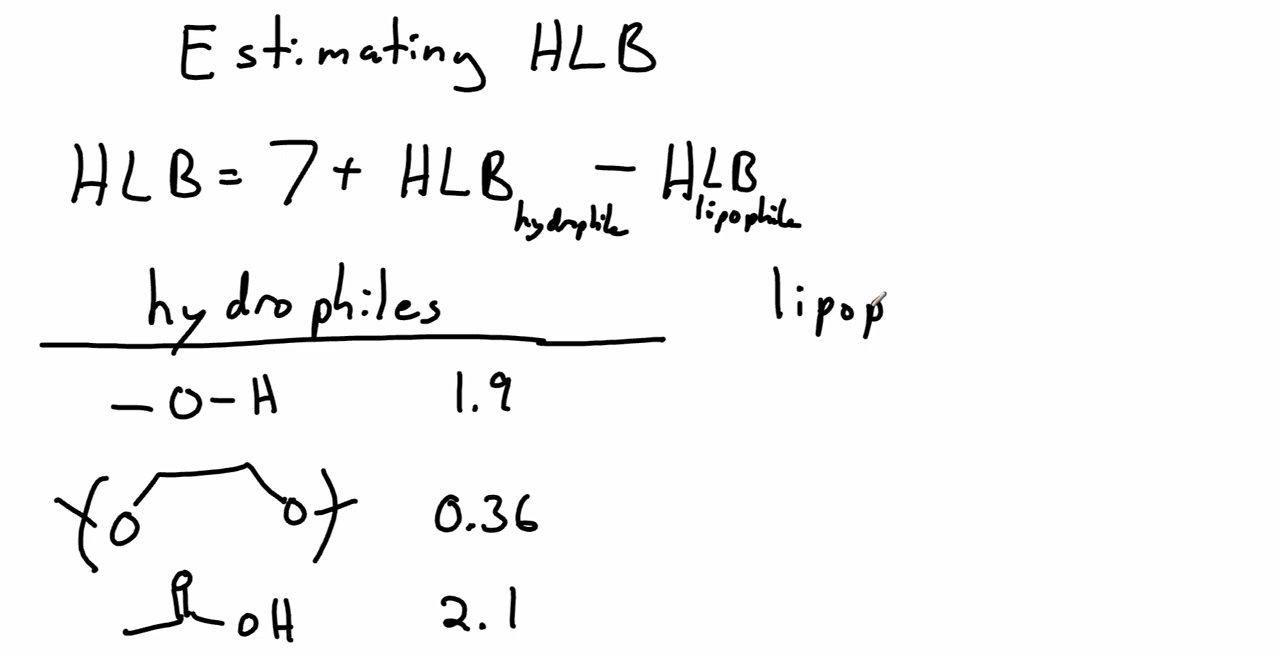 Estimating HLB
HLB = 7 + HLB hydrophile - HLB lipophile
hydrophiles lipop
-O-H 1.9
(O O) 0.36
O OH 2.1